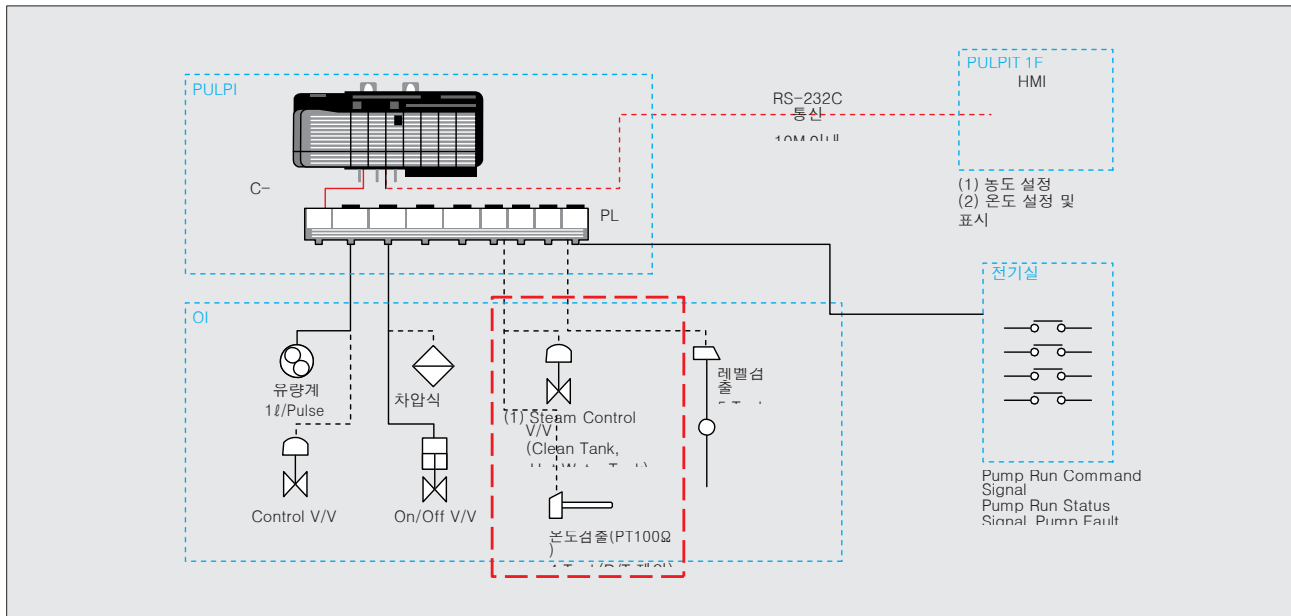 PULPI
PULPIT 1F
HMI
RS-232C
통신
10M 이내
C-
PL
(1) 농도 설정
(2) 온도 설정 및
표시
전기실
OI
유량계
1ℓ/Pulse
차압식
(1) Steam Control
V/V
(Clean Tank,
레벨검
출
Control V/V
On/Off V/V
온도검출(PT100Ω
)
Pump Run Command
Signal
Pump Run Status
Signal, Pump Fault